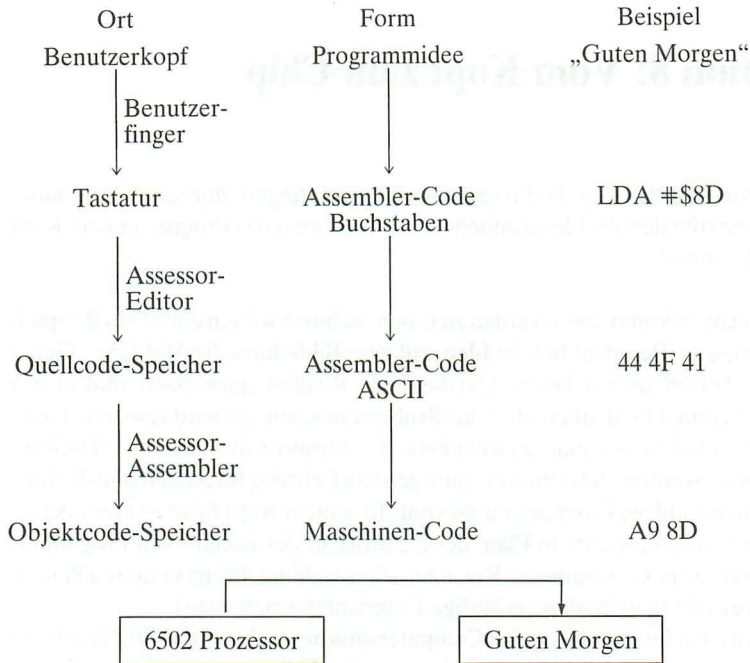 Ort Form Beispiel
Benutzerkopf Programmidee „Guten Morgen“
Benutzer-
finger
Tastatur Assembler-Code LDA #$8D
Buchstaben
Assessor-
Editor
Quellcode-Speicher Assembler-Code 44 4F 41
ASCII
Assessor-
Assembler
Objektcode-Speicher Maschinen-Code A9 8D
6502 Prozessor Guten Morgen